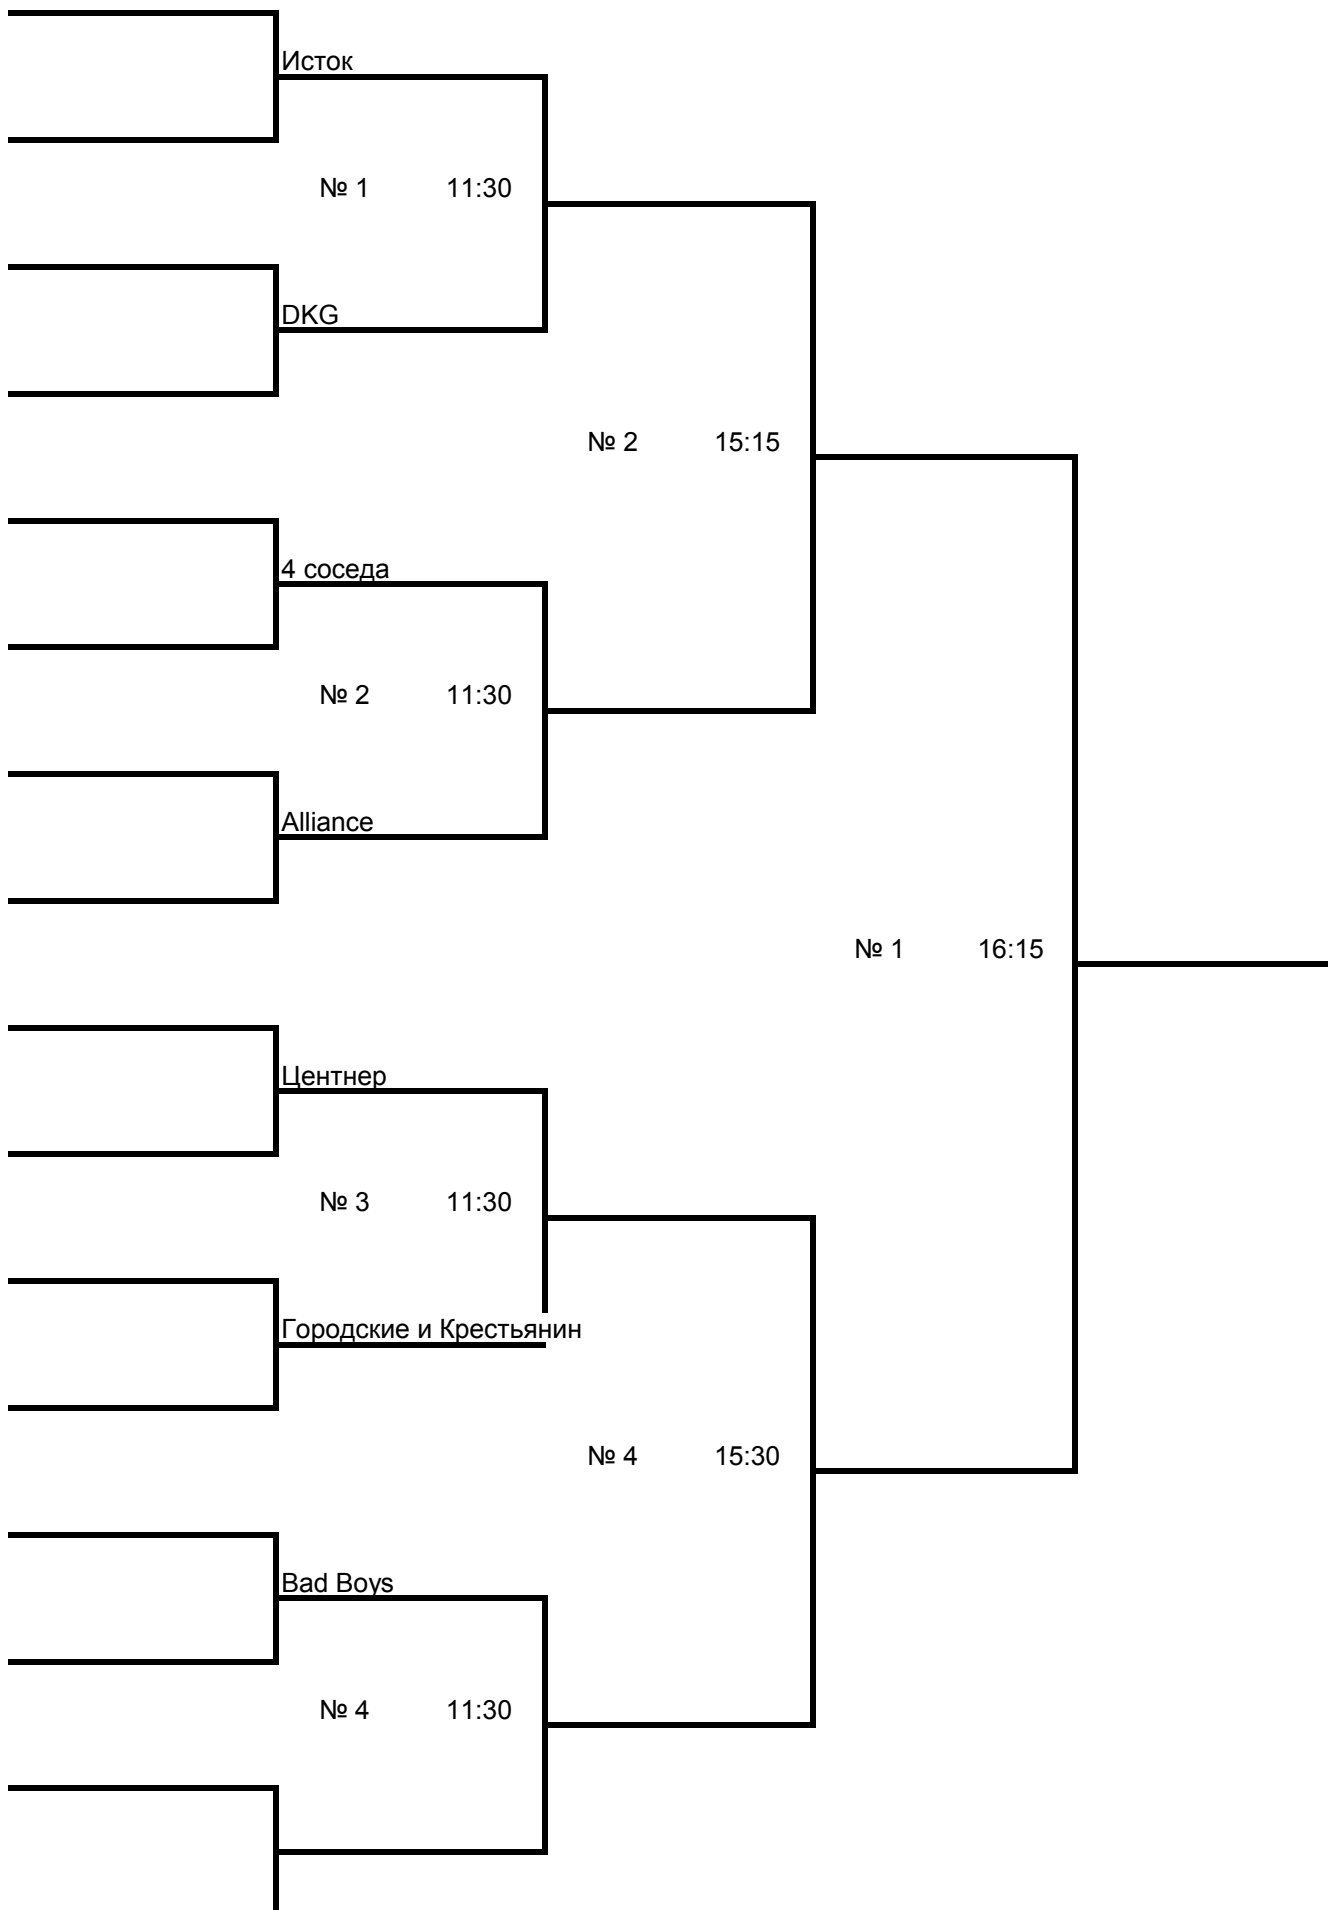 Исток
№ 1 11:30
DKG
№ 2 15:15
4 соседа
№ 2 11:30
Alliance
№ 1 16:15
Центнер
№ 3 11:30
Городские и Крестьянин
№ 4 15:30
Bad Boys
№ 4 11:30